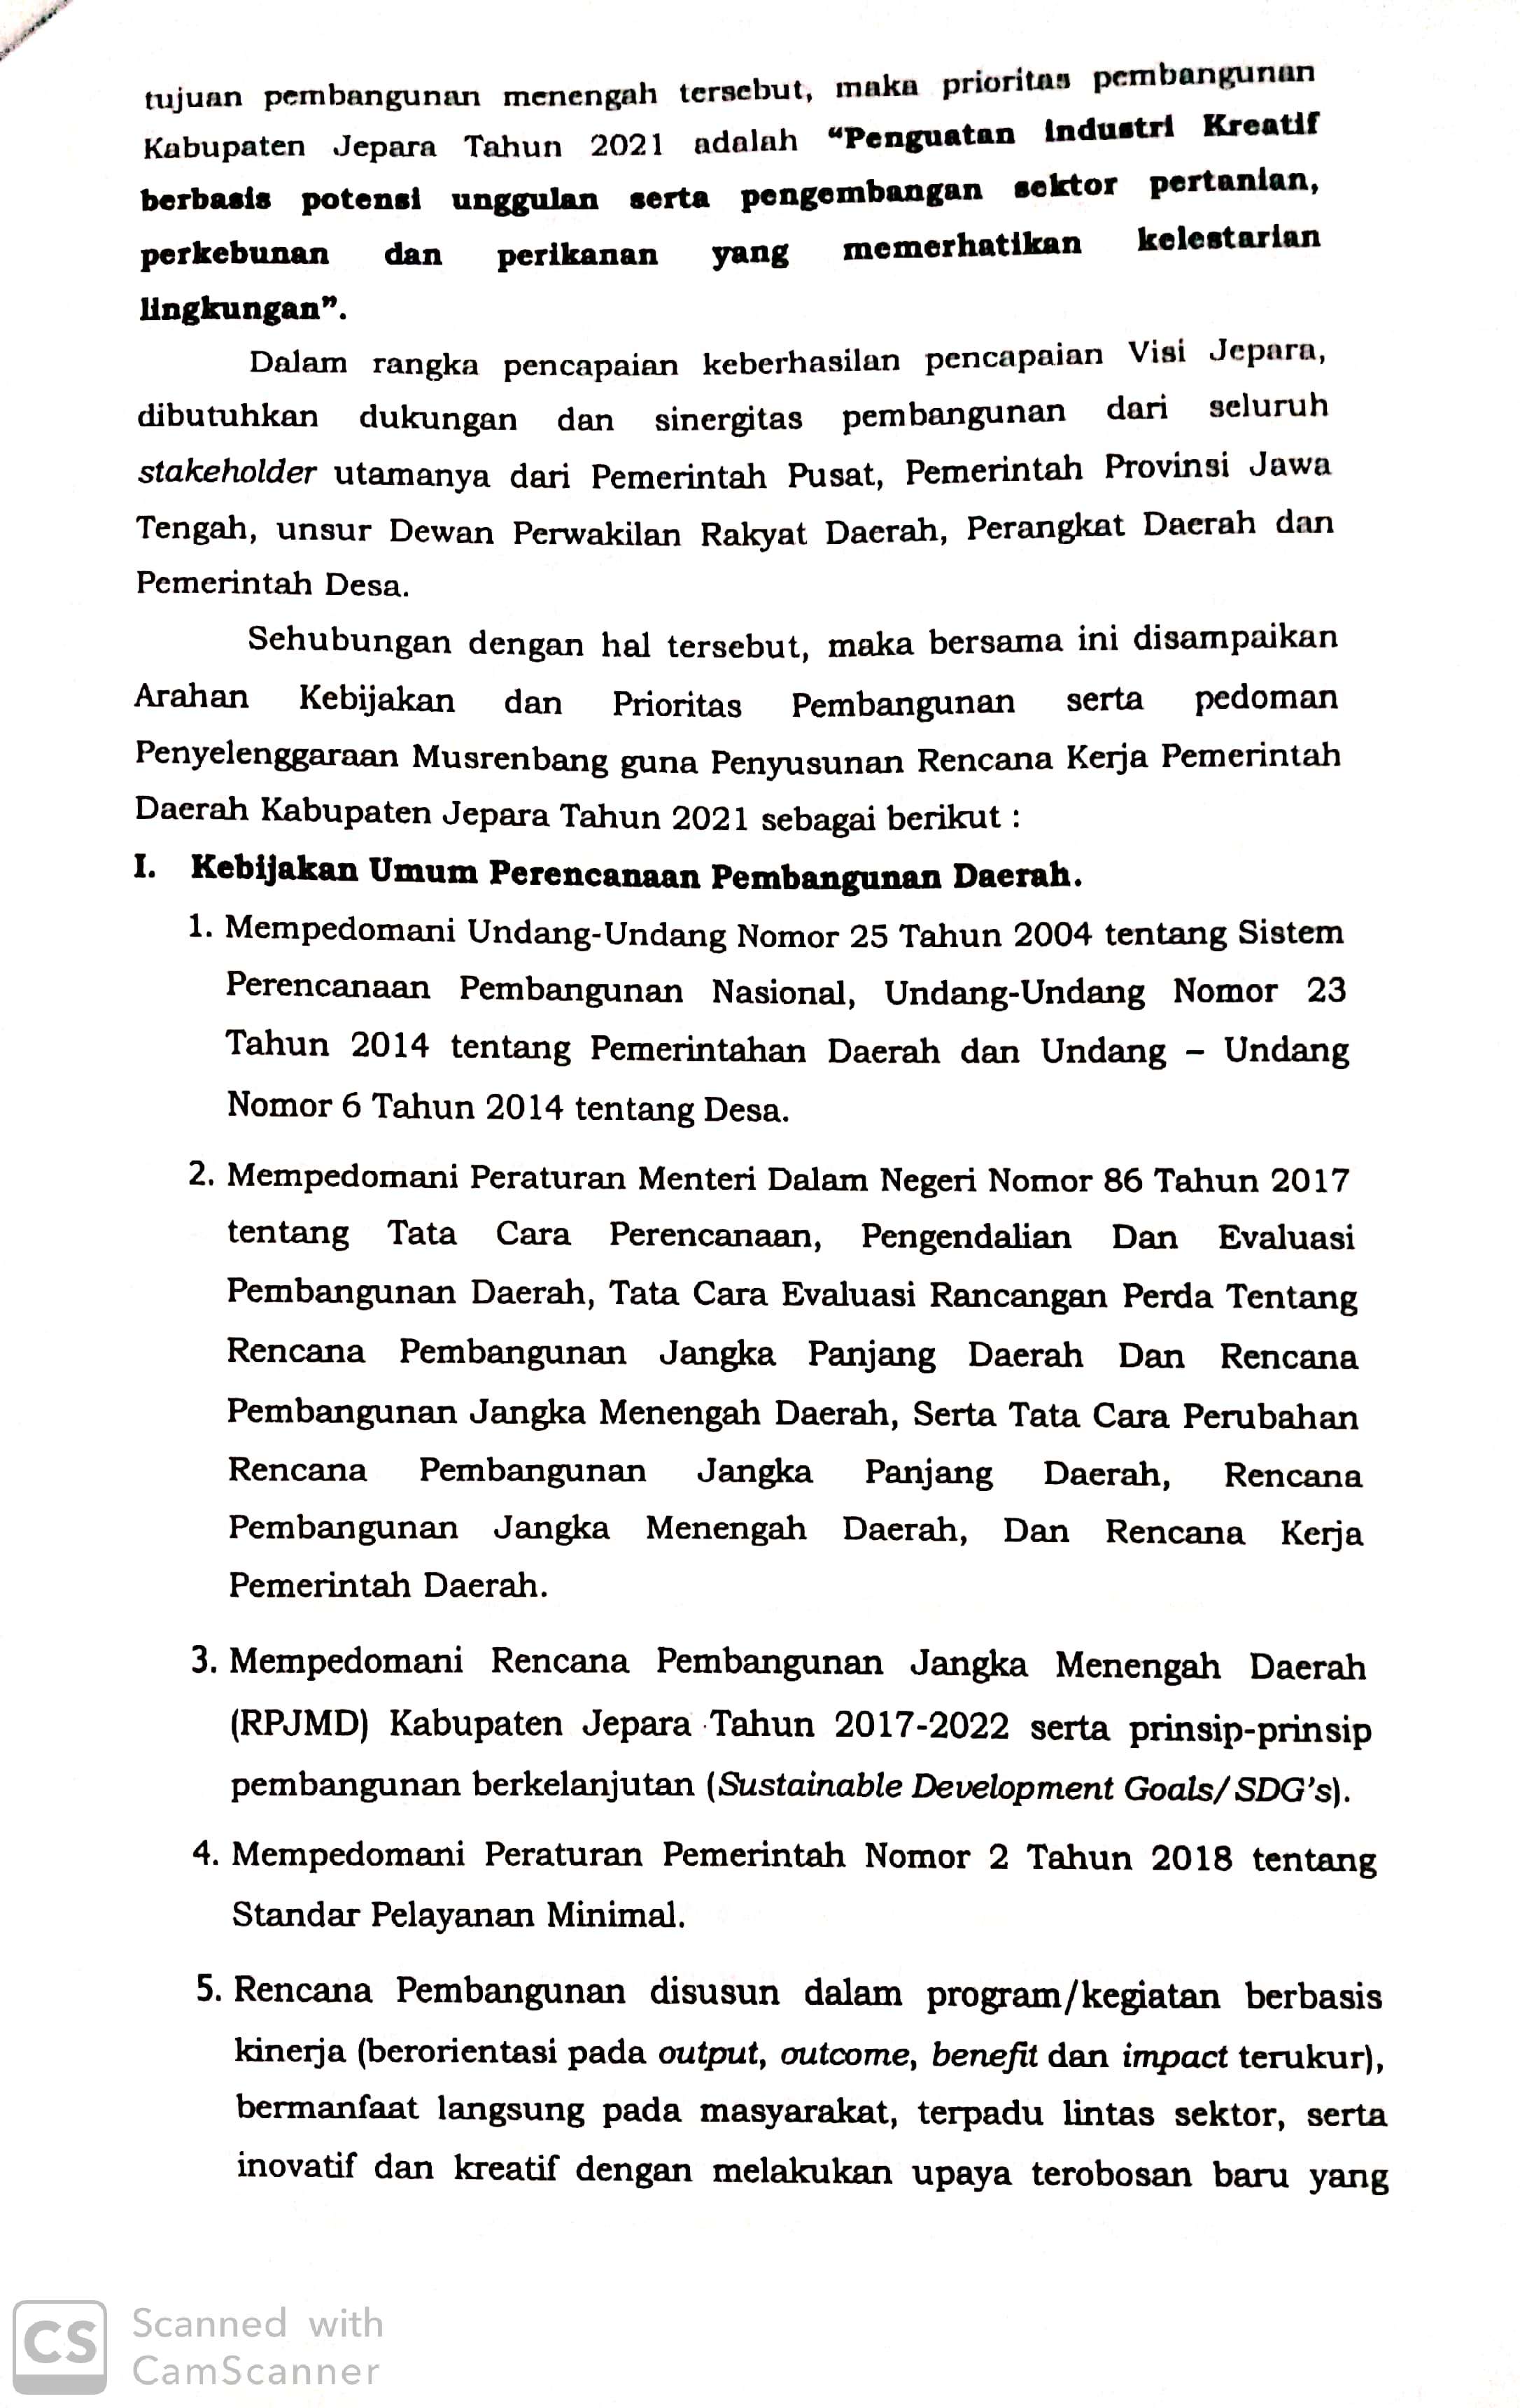 tujuan pembangunan menengah tersebut, maka prioritas pembangunan
Kabupaten Jepara Tahun 2021 adalah “Penguatan Industri Kreatif
berbasis potensi unggulan serta pengembangan sektor pertanian,
perkebunan dan perikanan yang memerhatikan kelestarian
lingkungan”.
Dalam rangka pencapaian keberhasilan pencapaian Visi Jepara,
dibutuhkan dukungan dan sinergitas pembangunan dari seluruh
stakeholder utamanya dari Pemerintah Pusat, Pemerintah Provinsi Jawa
Tengah, unsur Dewan Perwakilan Rakyat Daerah, Perangkat Daerah dan
Pemerintah Desa.
Sehubungan dengan hal tersebut, maka bersama ini disampaikan
Arahan Kebijakan dan Prioritas Pembangunan serta pedoman
Penyelenggaraan Musrenbang guna Penyusunan Rencana Kerja Pemerintah
Daerah Kabupaten Jepara Tahun 2021 sebagai berikut :
I. Kebijakan Umum Perencanaan Pembangunan Daerah.
1. Mempedomani Undang-Undang Nomor 25 Tahun 2004 tentang Sistem
Perencanaan Pembangunan Nasional, Undang-Undang Nomor 23
Tahun 2014 tentang Pemerintahan Daerah dan Undang – Undang
Nomor 6 Tahun 2014 tentang Desa.
2. Mempedomani Peraturan Menteri Dalam Negeri Nomor 86 Tahun 2017
tentang Tata Cara Perencanaan, Pengendalian Dan Evaluasi
Pembangunan Daerah, Tata Cara Evaluasi Rancangan Perda Tentang
Rencana Pembangunan Jangka Panjang Daerah Dan Rencana
Pembangunan Jangka Menengah Daerah, Serta Tata Cara Perubahan
Rencana Pembangunan Jangka Panjang Daerah, Rencana
Pembangunan Jangka Menengah Daerah, Dan Rencana Kerja
Pemerintah Daerah.
3. Mempedomani Rencana Pembangunan Jangka Menengah Daerah
(RPJMD) Kabupaten Jepara Tahun 2017-2022 serta prinsip-prinsip
pembangunan berkelanjutan (Sustainable Development Goals/SDG’s).
4. Mempedomani Peraturan Pemerintah Nomor 2 Tahun 2018 tentang
Standar Pelayanan Minimal.
5. Rencana Pembangunan disusun dalam program/kegiatan berbasis
kinerja (berorientasi pada output, outcome, benefit dan impact terukur),
bermanfaat langsung pada masyarakat, terpadu lintas sektor, serta
inovatif dan kreatif dengan melakukan upaya terobosan baru yang
CS Scanned with
CamScanner